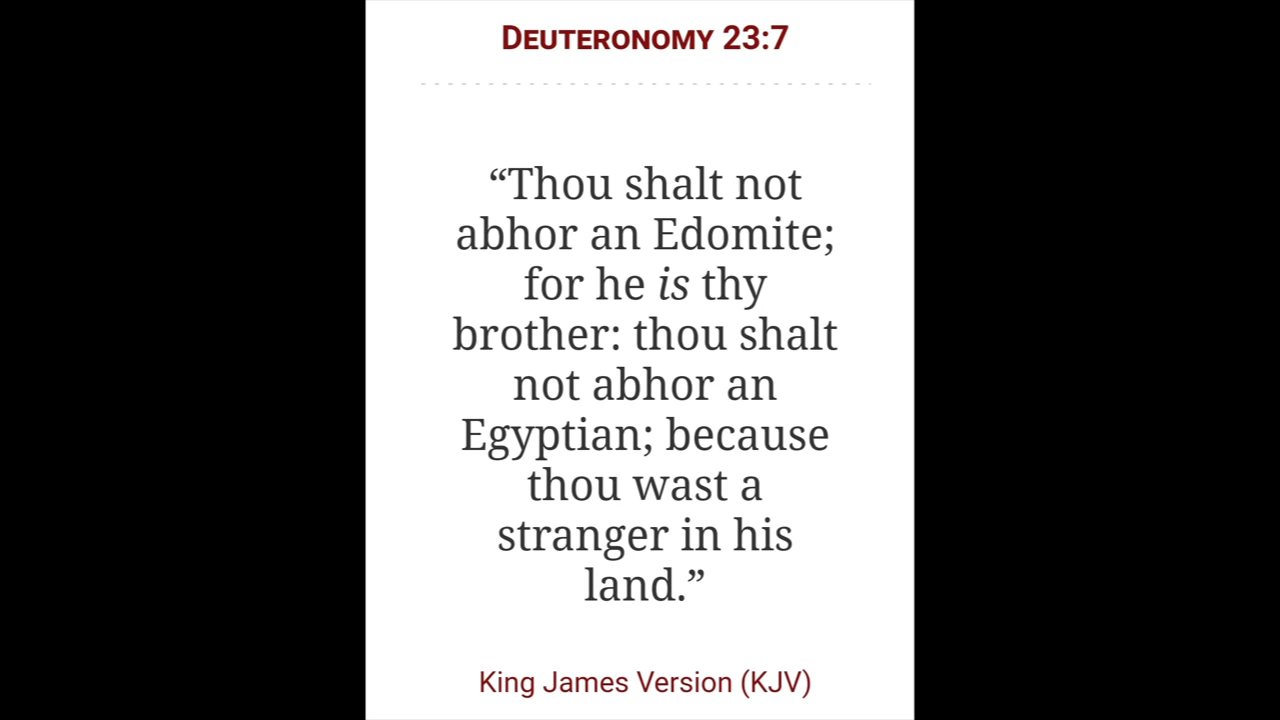 DEUTERONOMY 23:7
“Thou shalt not
abhor an Edomite;
for he is thy
brother: thou shalt
not abhor an
Egyptian; because
thou wast a
stranger in his
land.”
King James Version (KJV)